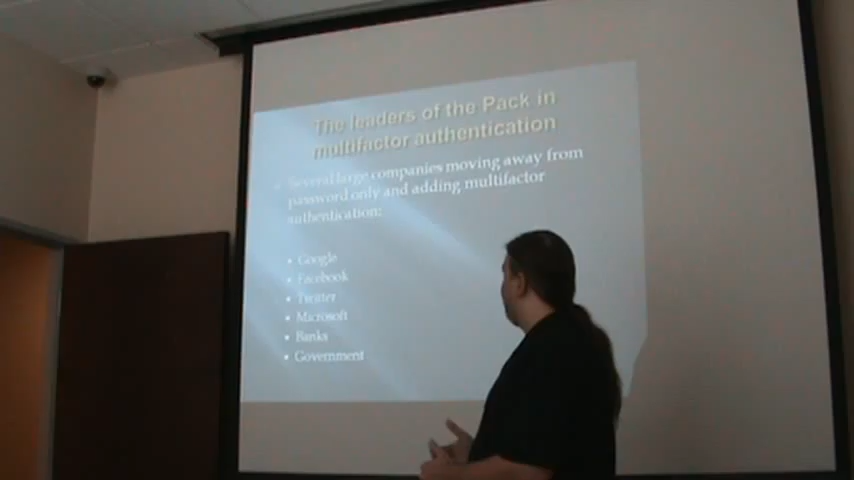 The leaders of the Pack in
multifactor authentication
Several large companies moving away from
password only and adding multifactor
authentication:
Google
Facebook
Twitter
Microsoft
Banks
Government